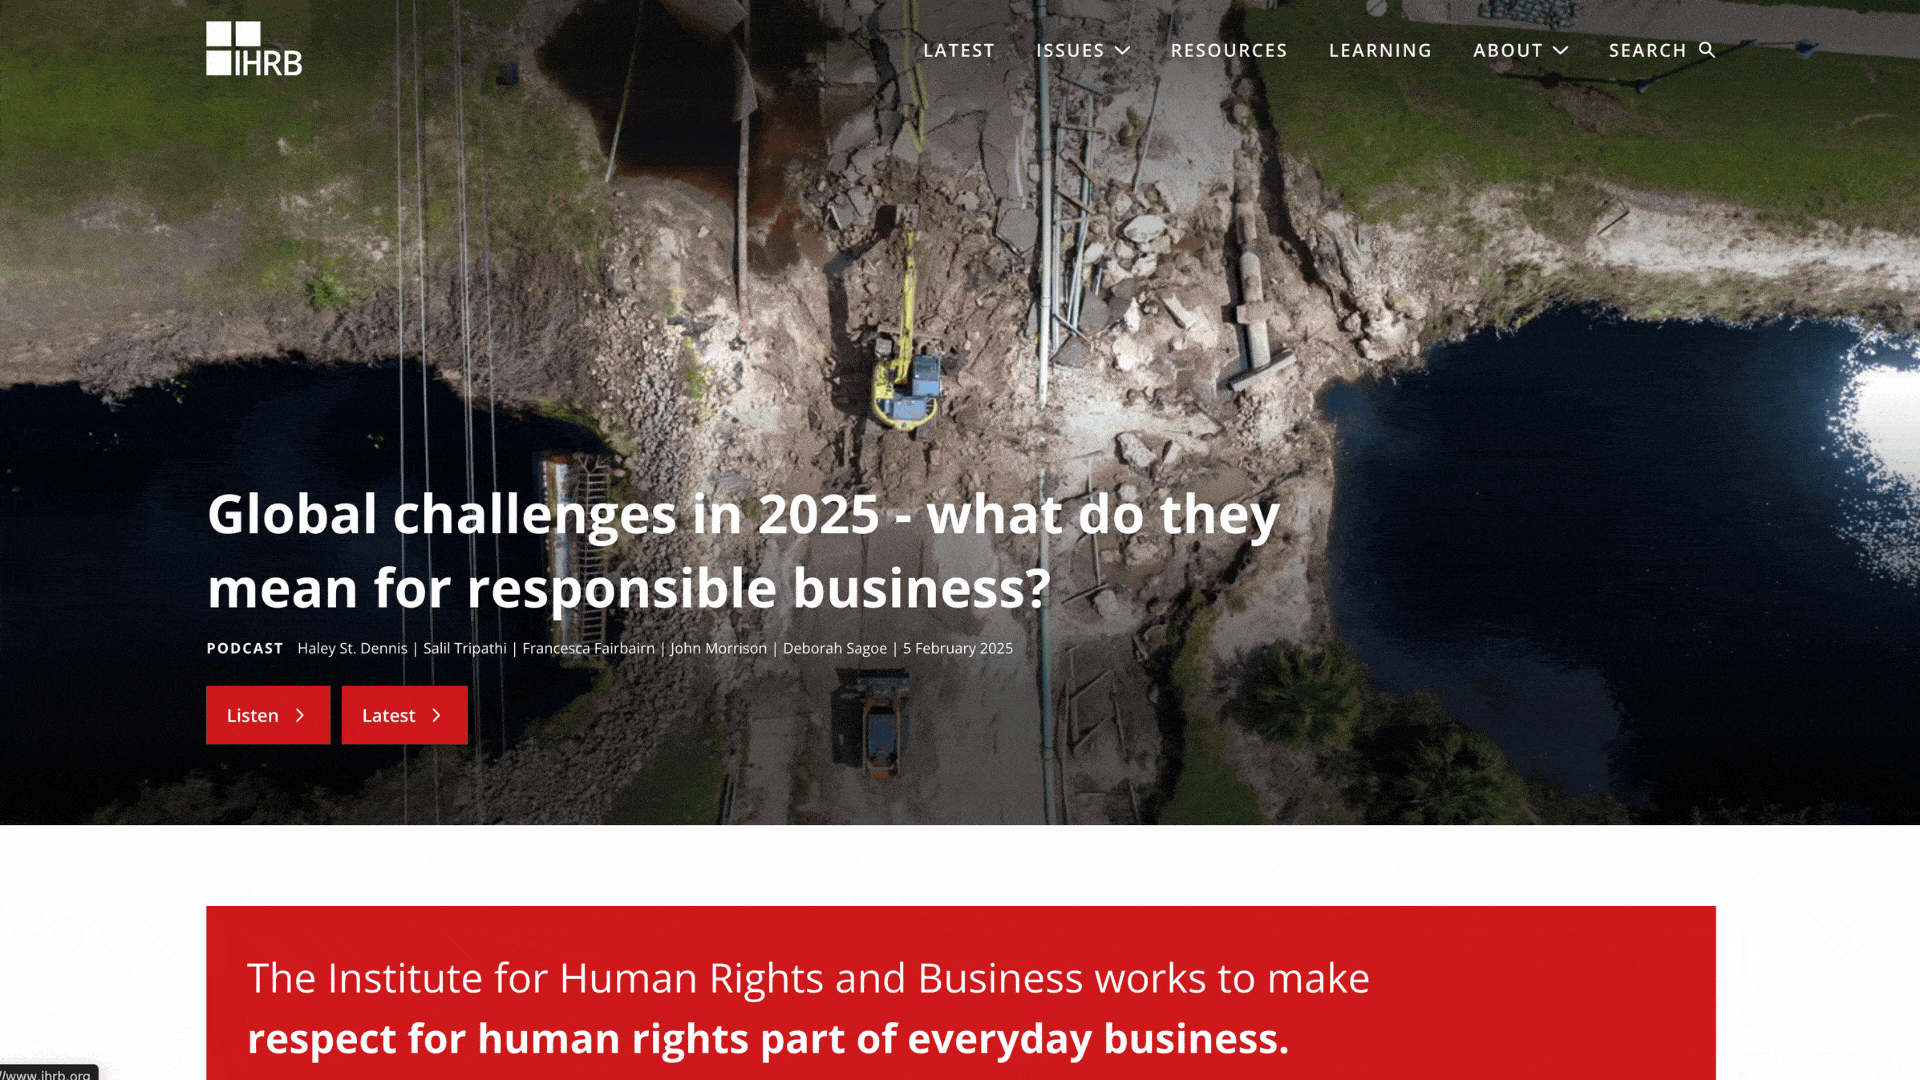 IHRB
LATEST
ISSUES
RESOURCES
LEARNING
ABOUT
SEARCH
Global challenges in 2025 - what do they
mean for responsible business?
PODCAST Haley St. Dennis | Salil Tripathi | Francesca Fairbairn | John Morrison | Deborah Sagoe | 5 February 2025
Listen
Latest
The Institute for Human Rights and Business works to make
respect for human rights part of everyday business.
//www.ihrb.org